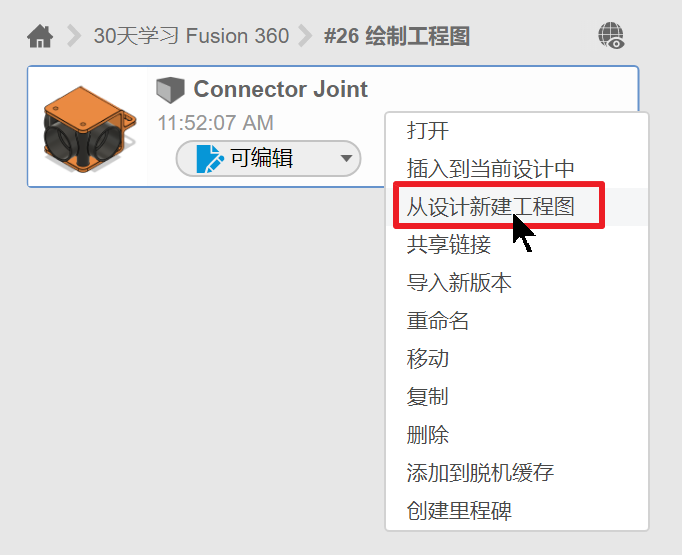 30天学习 Fusion 360 #26 绘制工程图
Connector Joint
11:52:07 AM
可编辑
打开
插入到当前设计中
从设计新建工程图
共享链接
导入新版本
重命名
移动
复制
删除
添加到脱机缓存
创建里程碑